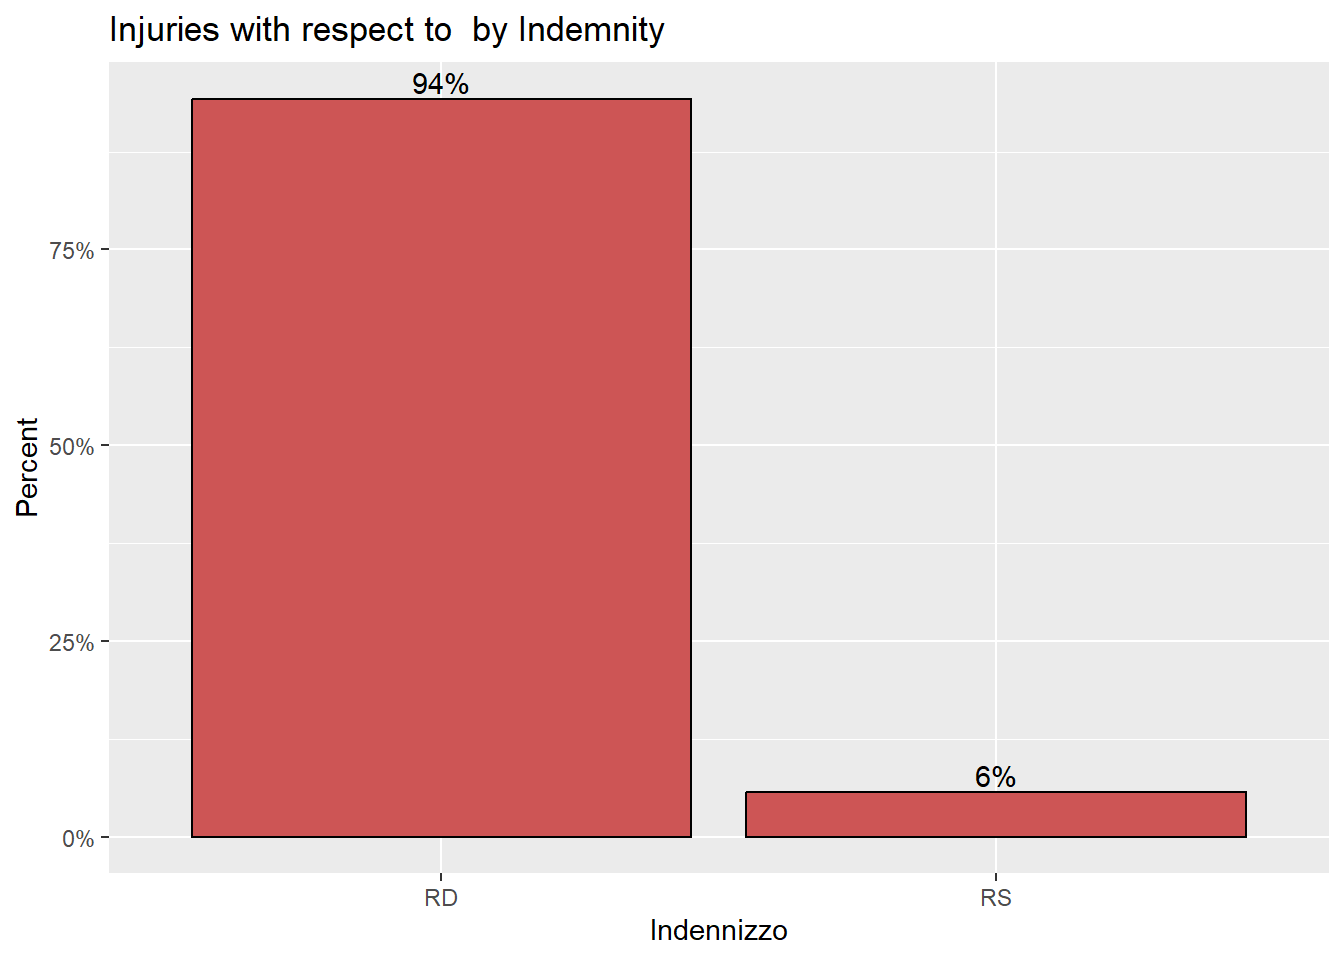 Injuries with respect to  by Indemnity
94%
75%
50%
25%
6%
0%
Percent
RD
RS
Indennizzo